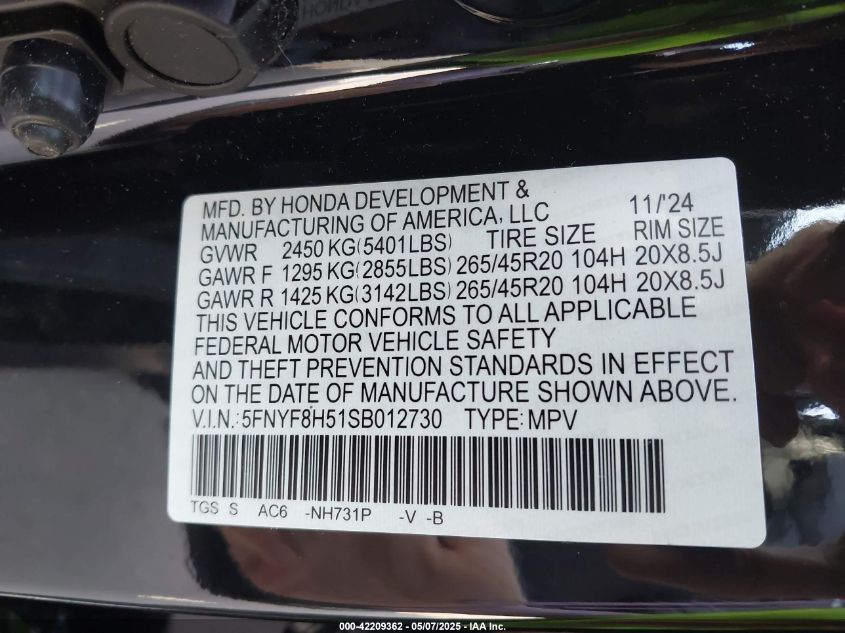 MFD. BY HONDA DEVELOPMENT &
MANUFACTURING OF AMERICA, LLC 11/'24
GVWR 2450 KG(5401LBS) TIRE SIZE RIM SIZE
GAWR F 1295 KG(2855LBS) 265/45R20 104H 20X8.5J
GAWR R 1425 KG(3142LBS) 265/45R20 104H 20X8.5J
THIS VEHICLE CONFORMS TO ALL APPLICABLE
FEDERAL MOTOR VEHICLE SAFETY
AND THEFT PREVENTION STANDARDS IN EFFECT
ON THE DATE OF MANUFACTURE SHOWN ABOVE.
V.I.N.:5FNYF8H51SB012730 TYPE: MPV
TGS S AC6 -NH731P -V -B
000-42209362 - 05/07/2025 - IAA Inc.